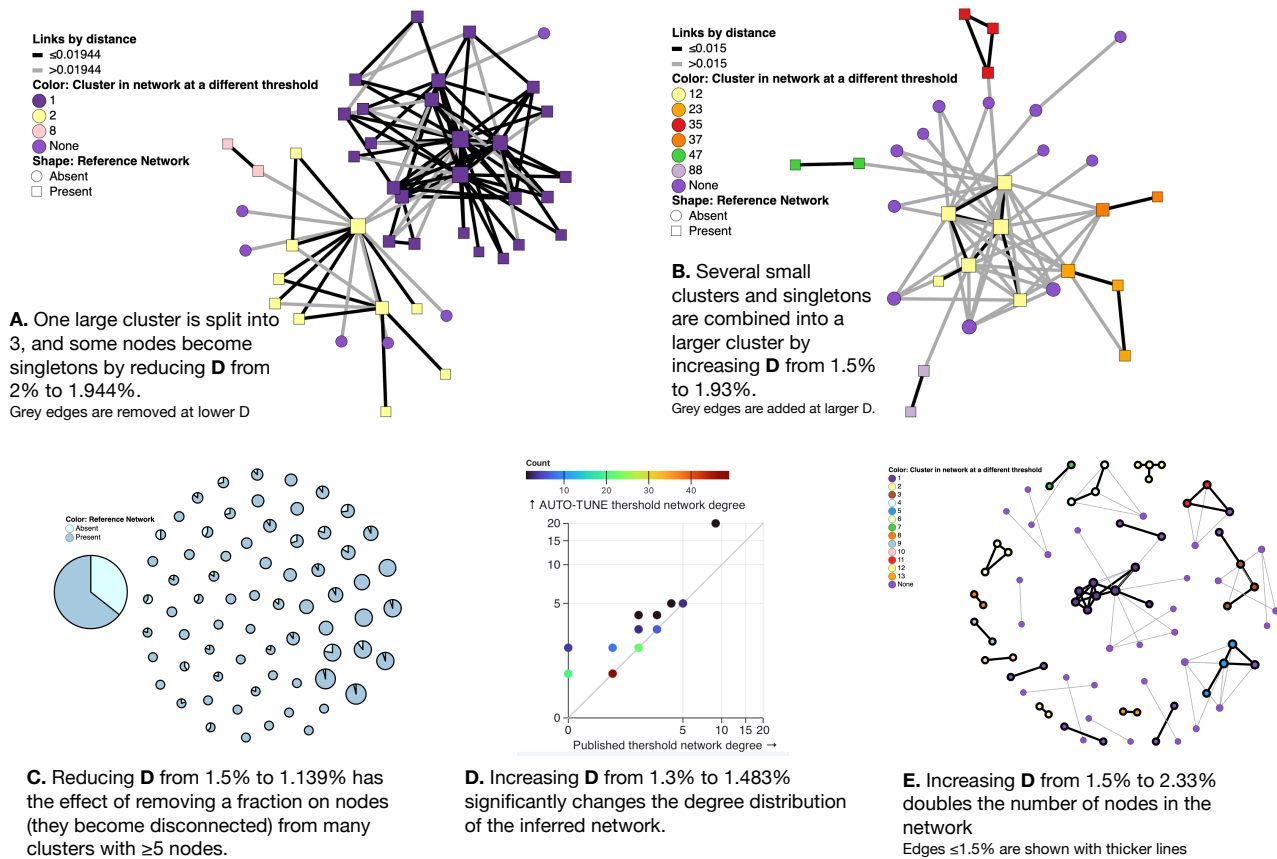 Links by distance
≤0.01944
>0.01944
Color: Cluster in network at a different threshold
1
2
8
None
Shape: Reference Network
Absent
Present
A. One large cluster is split into
3, and some nodes become
singletons by reducing D from
2% to 1.944%.
Grey edges are removed at lower D
Links by distance
≤0.015
>0.015
Color: Cluster in network at a different threshold
12
23
35
37
47
88
None
Shape: Reference Network
Absent
Present
B. Several small
clusters and singletons
are combined into a
larger cluster by
increasing D from 1.5%
to 1.93%.
Grey edges are added at larger D.
Color: Reference Network
Absent
Present
C. Reducing D from 1.5% to 1.139% has
the effect of removing a fraction on nodes
(they become disconnected) from many
clusters with ≥5 nodes.
Count
10 20 30 40
↑ AUTO-TUNE thershold network degree
20
15
10
5
0
0 5 10 15 20
Published thershold network degree →
D. Increasing D from 1.3% to 1.483%
significantly changes the degree distribution
of the inferred network.
Color: Cluster in network at a different threshold
1
2
3
4
5
6
7
8
9
10
11
12
13
None
E. Increasing D from 1.5% to 2.33%
doubles the number of nodes in the
network
Edges ≤1.5% are shown with thicker lines